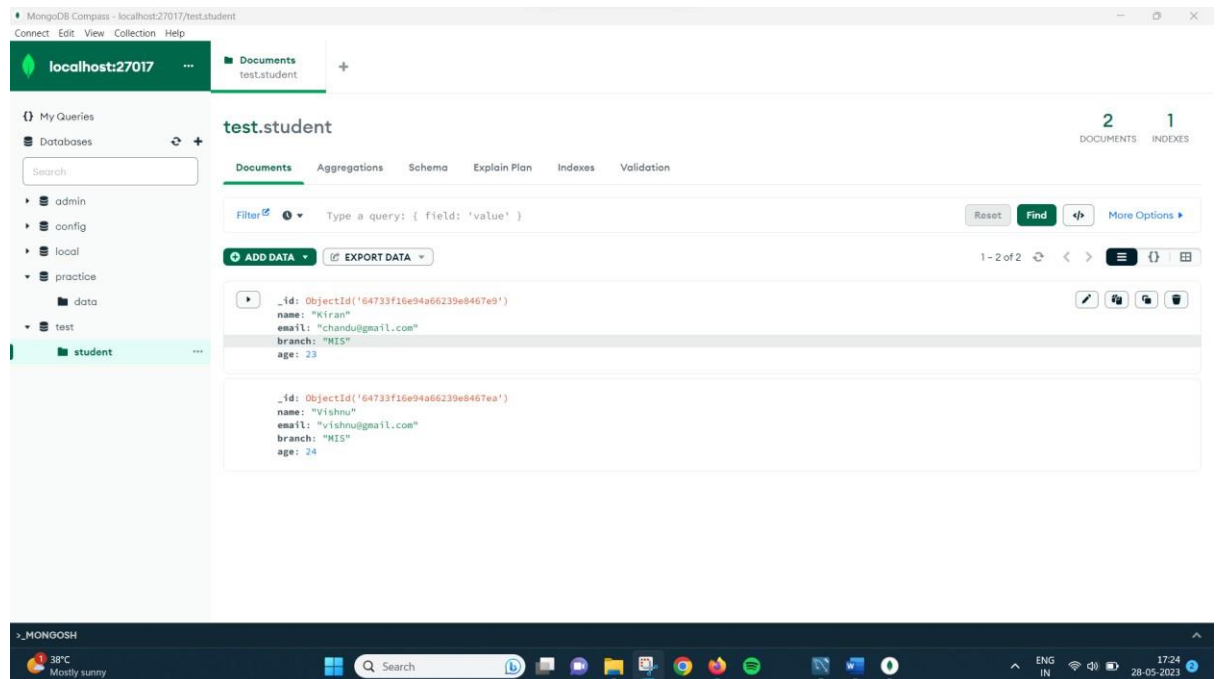 MongoDB Compass - localhost:27017/test.student
Connect Edit View Collection Help
localhost:27017 ...
Documents
test.student
+
{} My Queries
Databases
Search
admin
config
local
practice
data
test
student ...
test.student
2
DOCUMENTS
1
INDEXES
Documents Aggregations Schema Explain Plan Indexes Validation
Filter Type a query: { field: 'value' } Reset Find </> More Options
ADD DATA EXPORT DATA 1 - 2 of 2 < > {}
_id: ObjectId('64733f16e94a66239e8467e9')
name: "Kiran"
email: "chandu@gmail.com"
branch: "MIS"
age: 23
_id: ObjectId('64733f16e94a66239e8467ea')
name: "Vishnu"
email: "vishnu@gmail.com"
branch: "MIS"
age: 24
>_MONGOSH
1
38°C
Mostly sunny
Search
ENG
IN
17:24
28-05-2023
2